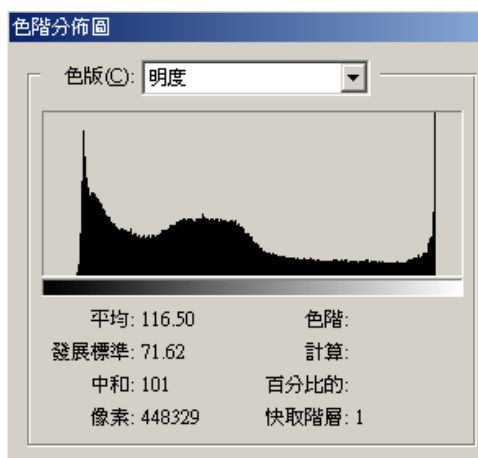 色階分佈圖
色版(C): 明度
平均: 116.50 色階:
發展標準: 71.62 計算:
中和: 101 百分比的:
像素: 448329 快取階層: 1